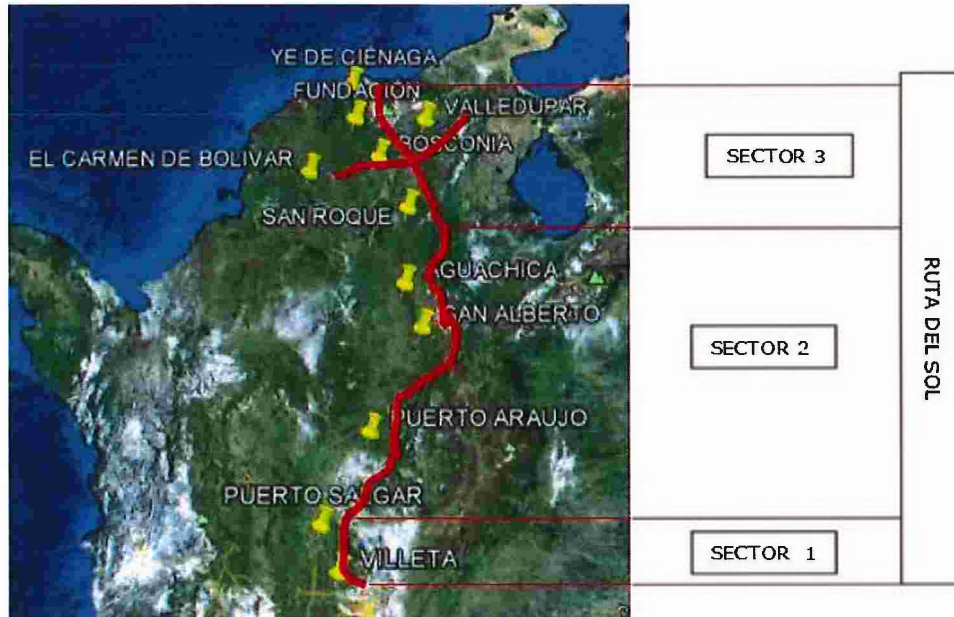 YE DE CIENAGA
FUNDACIÓN
VALLEDUPAR
BOSCONIA
EL CARMEN DE BOLIVAR
SAN ROQUE
AGUACHICA
SAN ALBERTO
PUERTO ARAUJO
PUERTO SALGAR
VILLETA
SECTOR 3
SECTOR 2
SECTOR 1
RUTA DEL SOL